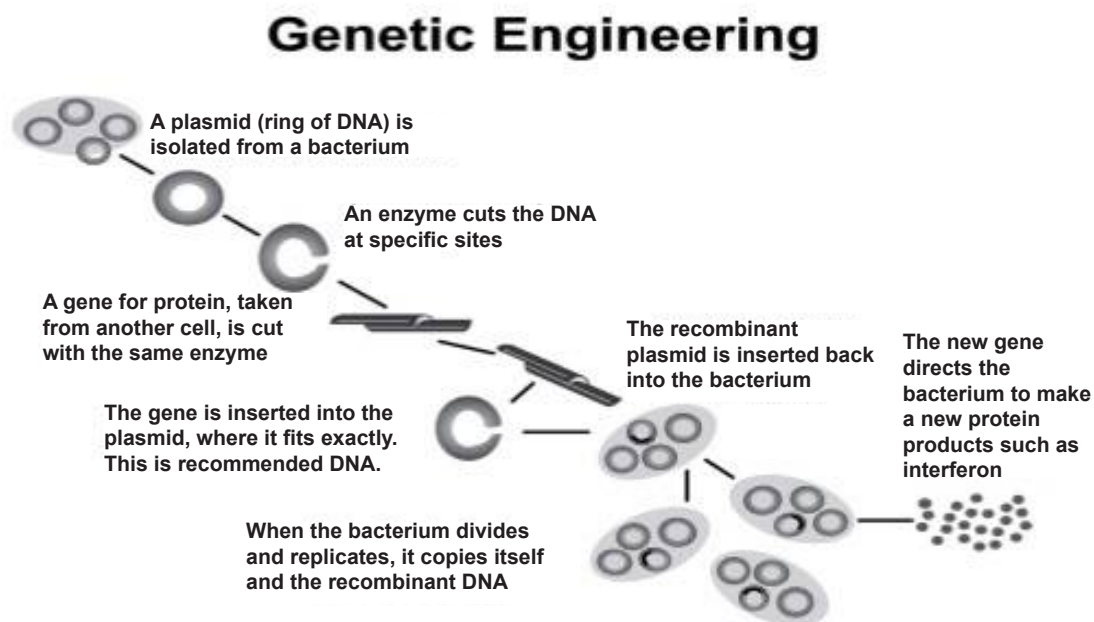 Genetic Engineering
A plasmid (ring of DNA) is
isolated from a bacterium
An enzyme cuts the DNA
at specific sites
A gene for protein, taken
from another cell, is cut
with the same enzyme
The recombinant
plasmid is inserted back
into the bacterium
The new gene
directs the
bacterium to make
a new protein
products such as
interferon
The gene is inserted into the
plasmid, where it fits exactly.
This is recommended DNA.
When the bacterium divides
and replicates, it copies itself
and the recombinant DNA